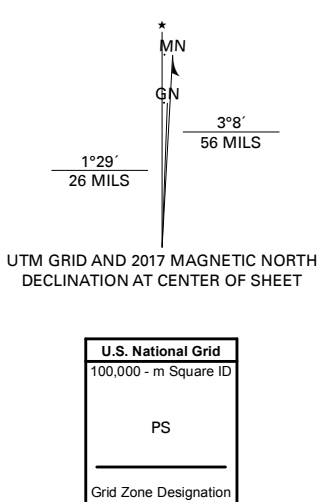 ★
MN
GN
3°8´
56 MILS
1°29´
26 MILS
UTM GRID AND 2017 MAGNETIC NORTH
DECLINATION AT CENTER OF SHEET
U.S. National Grid
100,000 - m Square ID
PS
Grid Zone Designation